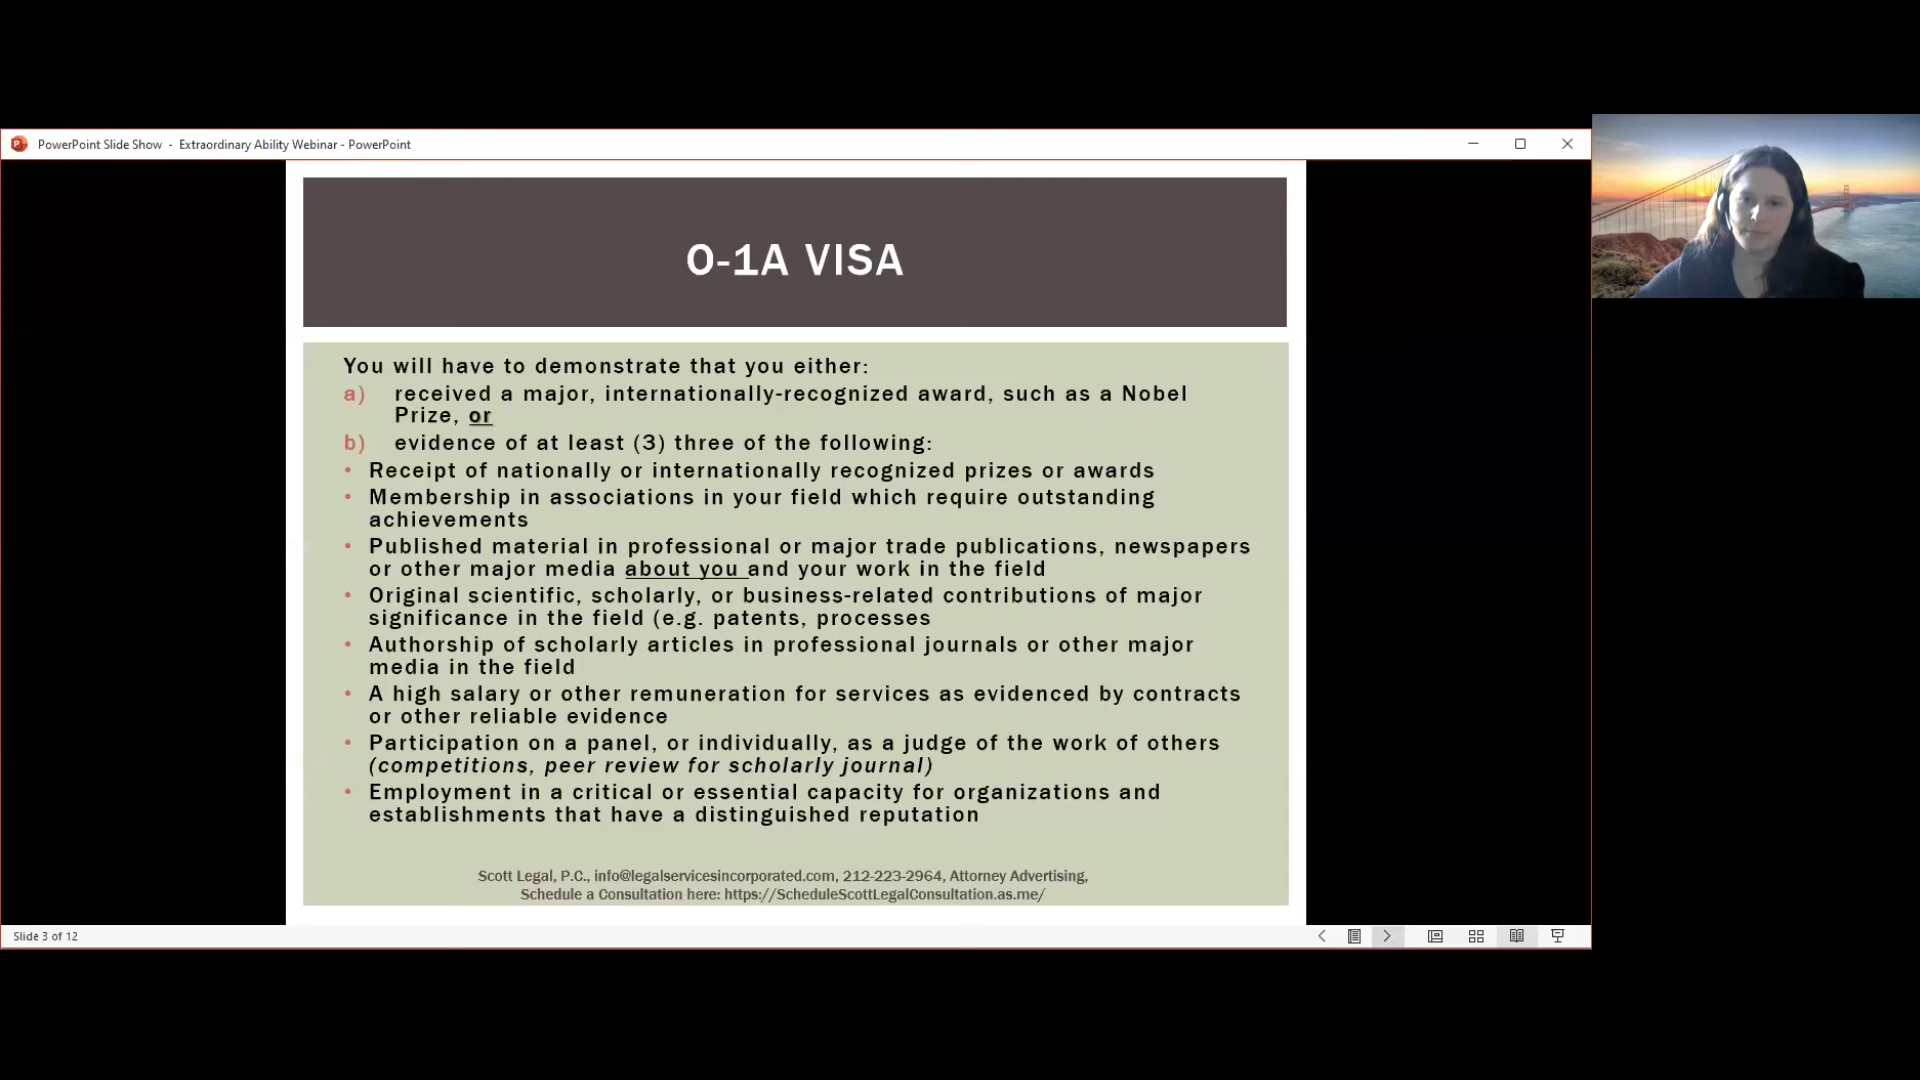 PowerPoint Slide Show - Extraordinary Ability Webinar - PowerPoint
O-1A VISA
You will have to demonstrate that you either:
a) received a major, internationally-recognized award, such as a Nobel
Prize, or
b) evidence of at least (3) three of the following:
• Receipt of nationally or internationally recognized prizes or awards
• Membership in associations in your field which require outstanding
achievements
• Published material in professional or major trade publications, newspapers
or other major media about you and your work in the field
• Original scientific, scholarly, or business-related contributions of major
significance in the field (e.g. patents, processes
• Authorship of scholarly articles in professional journals or other major
media in the field
• A high salary or other remuneration for services as evidenced by contracts
or other reliable evidence
• Participation on a panel, or individually, as a judge of the work of others
(competitions, peer review for scholarly journal)
• Employment in a critical or essential capacity for organizations and
establishments that have a distinguished reputation
Scott Legal, P.C., info@legalservicesincorporated.com, 212-223-2964, Attorney Advertising,
Schedule a Consultation here: https://ScheduleScottLegalConsultation.as.me/
Slide 3 of 12